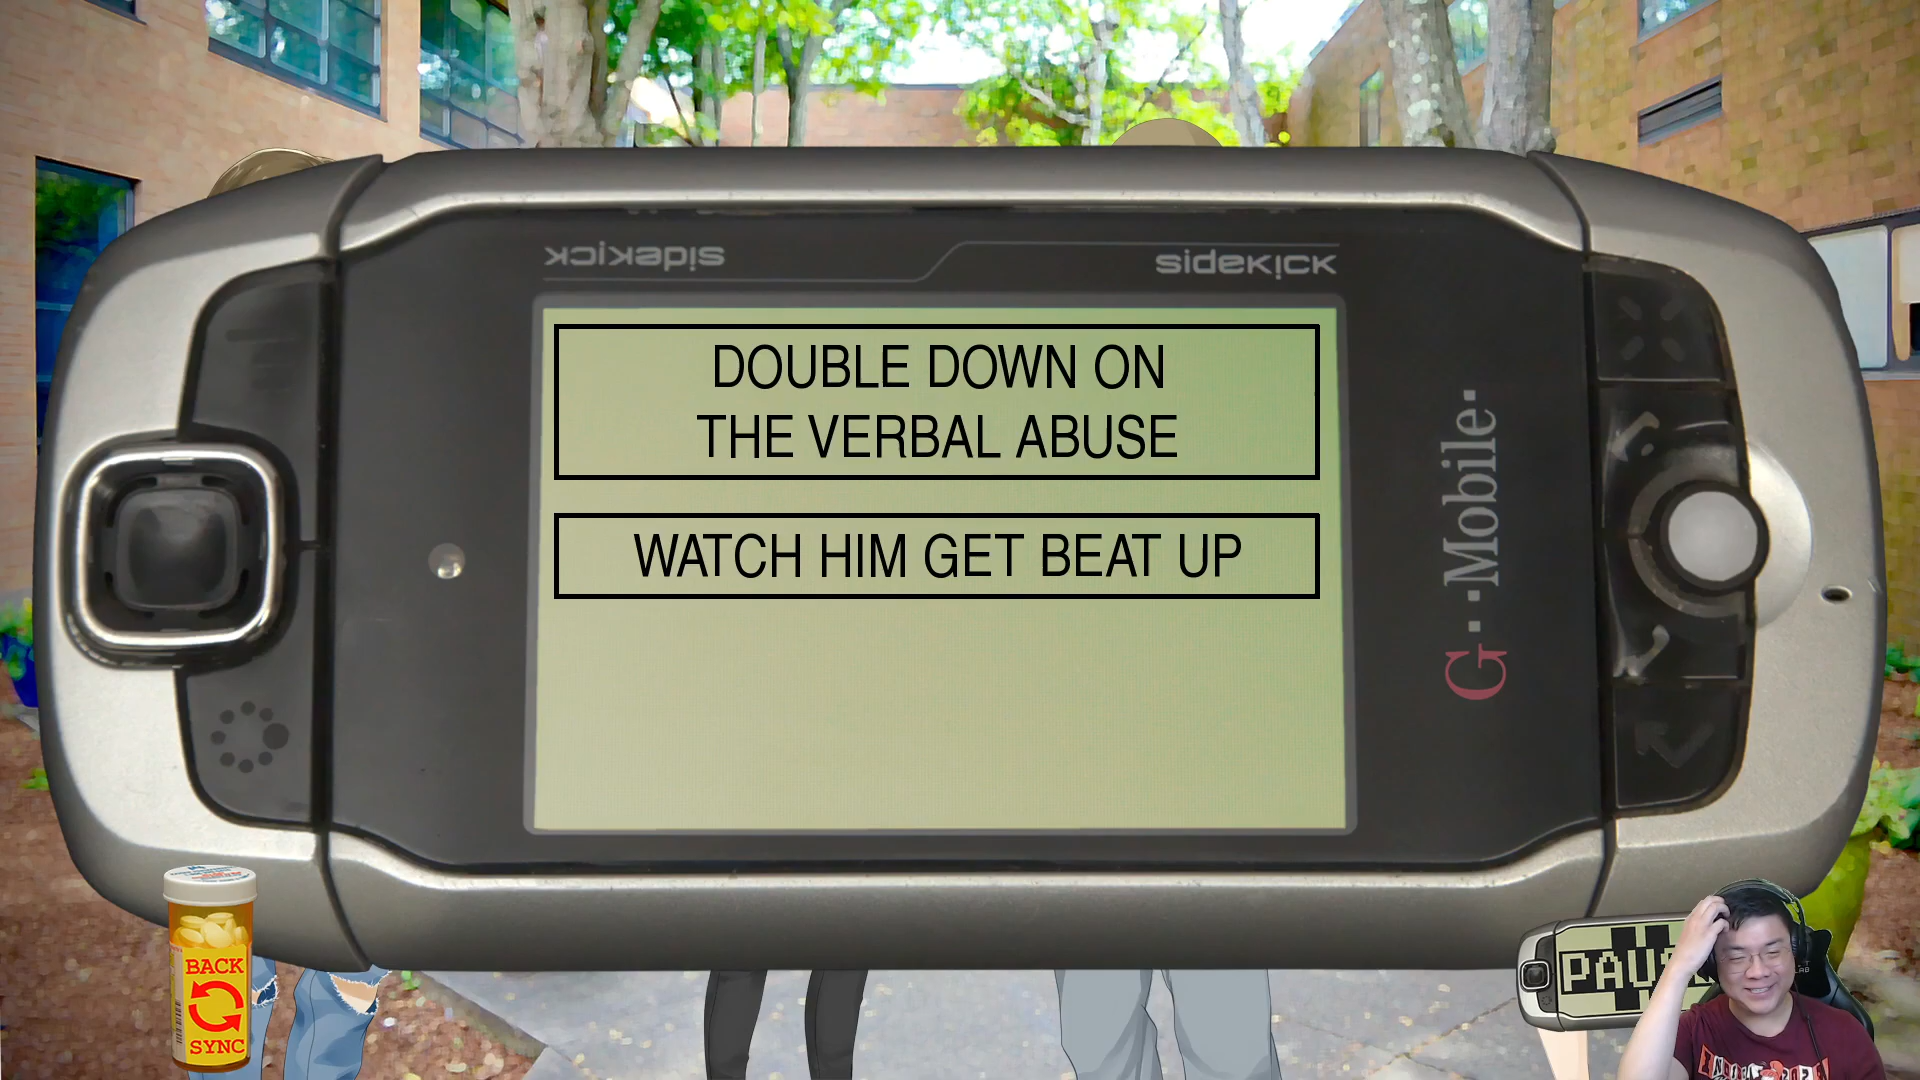 sidekick
sidekick
DOUBLE DOWN ON
THE VERBAL ABUSE
WATCH HIM GET BEAT UP
G··Mobile·
BACK
SYNC